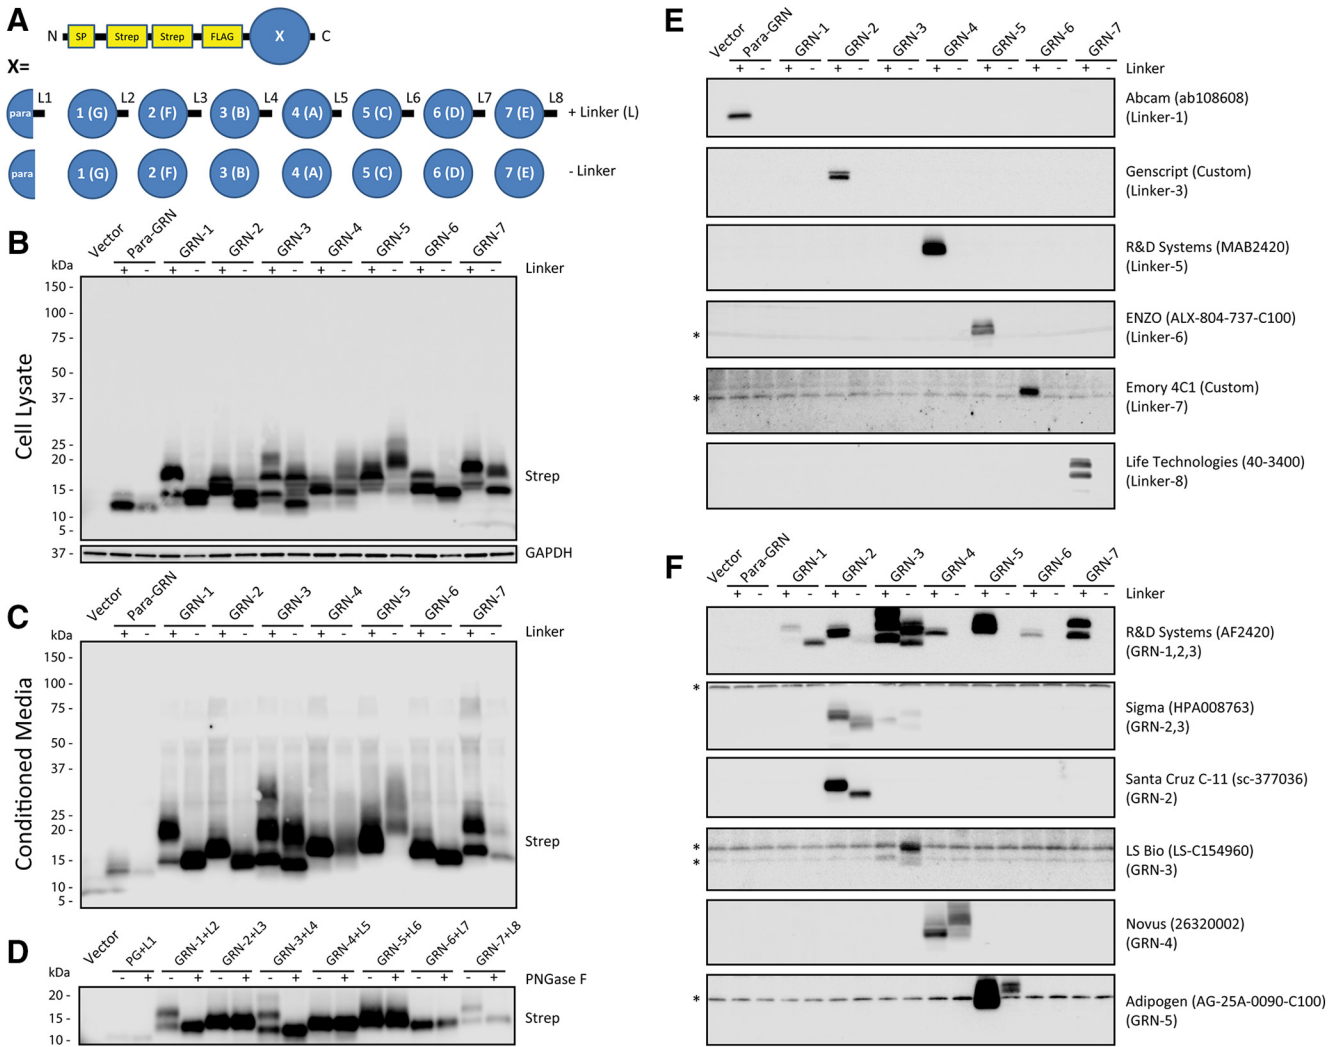 A
N SP Strep Strep FLAG X C
X=
para L1 1 (G) L2 2 (F) L3 3 (B) L4 4 (A) L5 5 (C) L6 6 (D) L7 7 (E) L8 + Linker (L)
para 1 (G) 2 (F) 3 (B) 4 (A) 5 (C) 6 (D) 7 (E) - Linker
B
Vector Para-GRN GRN-1 GRN-2 GRN-3 GRN-4 GRN-5 GRN-6 GRN-7
kDa + - + - + - + - + - + - + - + - Linker
150 -
100 -
75 -
50 -
37 -
25 -
20 -
15 -
10 -
5 -
Cell Lysate
Strep
37 - GAPDH
C
Vector Para-GRN GRN-1 GRN-2 GRN-3 GRN-4 GRN-5 GRN-6 GRN-7
kDa + - + - + - + - + - + - + - + - Linker
150 -
100 -
75 -
50 -
37 -
25 -
20 -
15 -
10 -
5 -
Conditioned Media
Strep
D
Vector PG+L1 GRN-1+L2 GRN-2+L3 GRN-3+L4 GRN-4+L5 GRN-5+L6 GRN-6+L7 GRN-7+L8
kDa - + - + - + - + - + - + - + - + PNGase F
20 -
15 -
10 -
Strep
E
Vector Para-GRN GRN-1 GRN-2 GRN-3 GRN-4 GRN-5 GRN-6 GRN-7
+ - + - + - + - + - + - + - + - Linker
Abcam (ab108608)
(Linker-1)
Genscript (Custom)
(Linker-3)
R&D Systems (MAB2420)
(Linker-5)
* ENZO (ALX-804-737-C100)
(Linker-6)
* Emory 4C1 (Custom)
(Linker-7)
Life Technologies (40-3400)
(Linker-8)
F
Vector Para-GRN GRN-1 GRN-2 GRN-3 GRN-4 GRN-5 GRN-6 GRN-7
+ - + - + - + - + - + - + - + - Linker
R&D Systems (AF2420)
(GRN-1,2,3)
* Sigma (HPA008763)
(GRN-2,3)
Santa Cruz C-11 (sc-377036)
(GRN-2)
* LS Bio (LS-C154960)
* (GRN-3)
Novus (26320002)
(GRN-4)
* Adipogen (AG-25A-0090-C100)
(GRN-5)